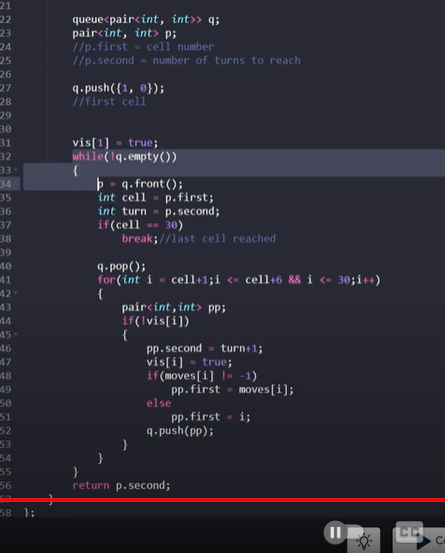 21
22 queue<pair<int, int>> q;
23 pair<int, int> p;
24 //p.first = cell number
25 //p.second = number of turns to reach
26
27 q.push({1, 0});
28 //first cell
29
30
31 vis[1] = true;
32 while(!q.empty())
33 {
34 p = q.front();
35 int cell = p.first;
36 int turn = p.second;
37 if(cell == 30)
38 break;//last cell reached
39
40 q.pop();
41 for(int i = cell+1;i <= cell+6 && i <= 30;i++)
42 {
43 pair<int,int> pp;
44 if(!vis[i])
45 {
46 pp.second = turn+1;
47 vis[i] = true;
48 if(moves[i] != -1)
49 pp.first = moves[i];
50 else
51 pp.first = i;
52 q.push(pp);
53 }
54 }
55 }
56 return p.second;
57 }
58 };
CC